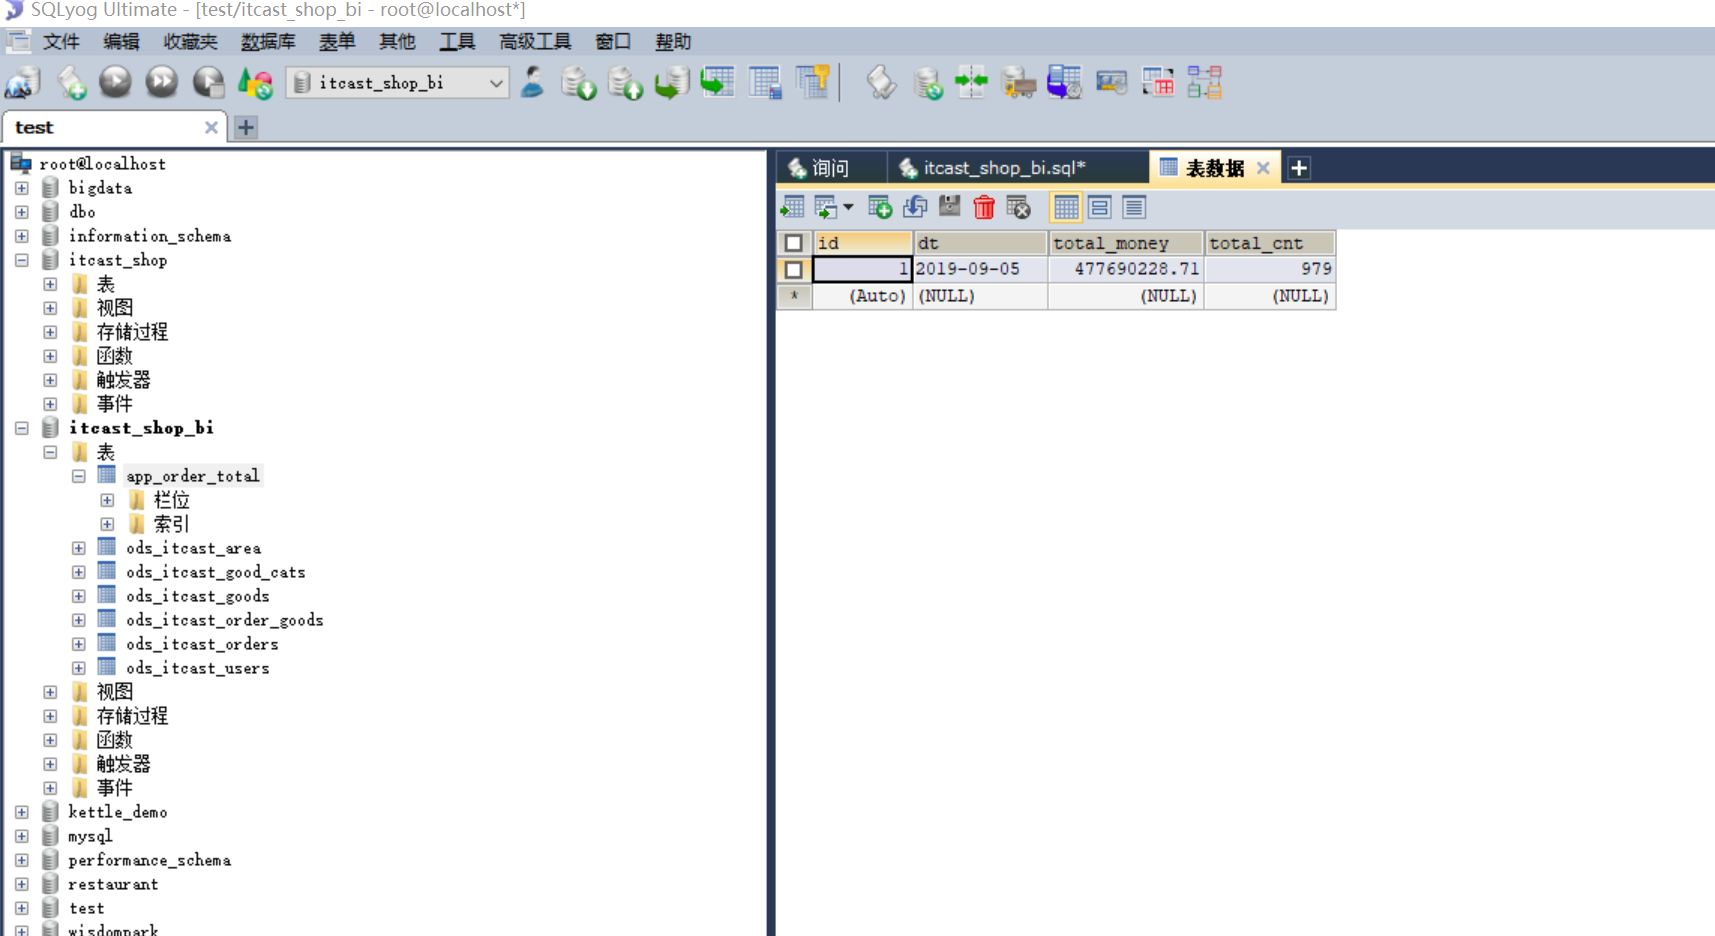 SQLyog Ultimate - [test/itcast_shop_bi - root@localhost*]
文件 编辑 收藏夹 数据库 表单 其他 工具 高级工具 窗口 帮助
itcast_shop_bi
test
root@localhost
bigdata
dbo
information_schema
itcast_shop
表
视图
存储过程
函数
触发器
事件
itcast_shop_bi
表
app_order_total
栏位
索引
ods_itcast_area
ods_itcast_good_cats
ods_itcast_goods
ods_itcast_order_goods
ods_itcast_orders
ods_itcast_users
视图
存储过程
函数
触发器
事件
kettle_demo
mysql
performance_schema
restaurant
test
wisdompark
询问 itcast_shop_bi.sql* 表数据
id dt total_money total_cnt
1 2019-09-05 477690228.71 979
* (Auto) (NULL) (NULL) (NULL)